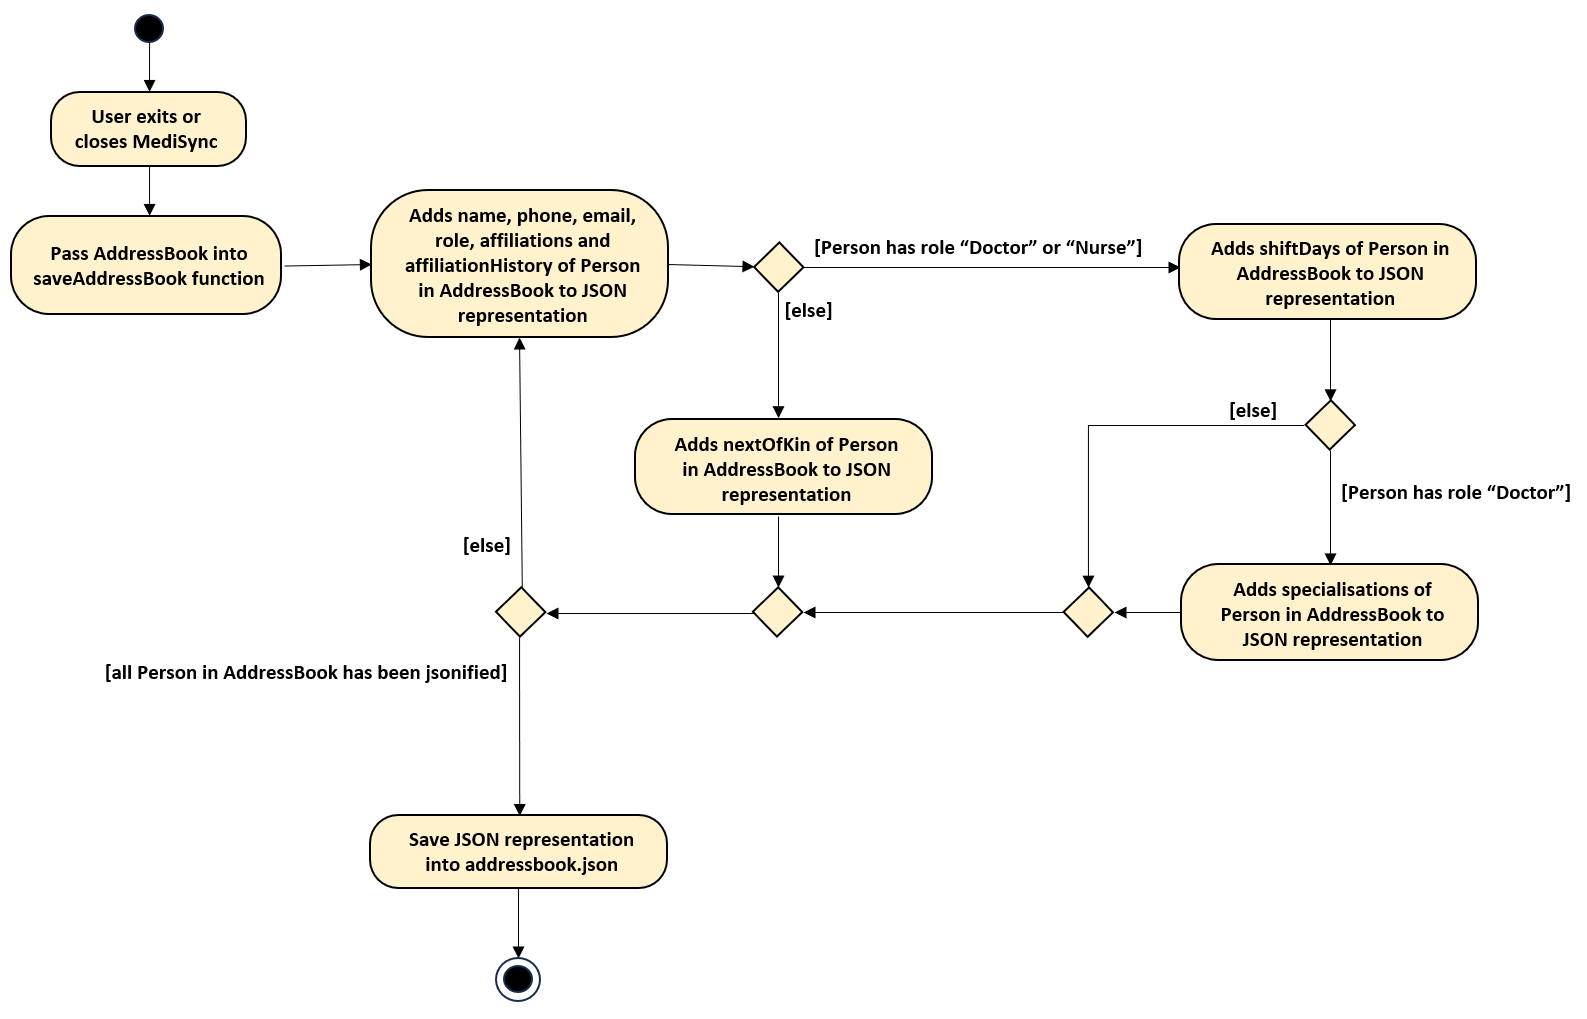 User exits or
closes MediSync
Pass AddressBook into
saveAddressBook function
Adds name, phone, email,
role, affiliations and
affiliationHistory of Person
in AddressBook to JSON
representation
[Person has role “Doctor” or “Nurse”]
[else]
Adds shiftDays of Person in
AddressBook to JSON
representation
[else]
[Person has role “Doctor”]
Adds nextOfKin of Person
in AddressBook to JSON
representation
Adds specialisations of
Person in AddressBook to
JSON representation
[else]
[all Person in AddressBook has been jsonified]
Save JSON representation
into addressbook.json